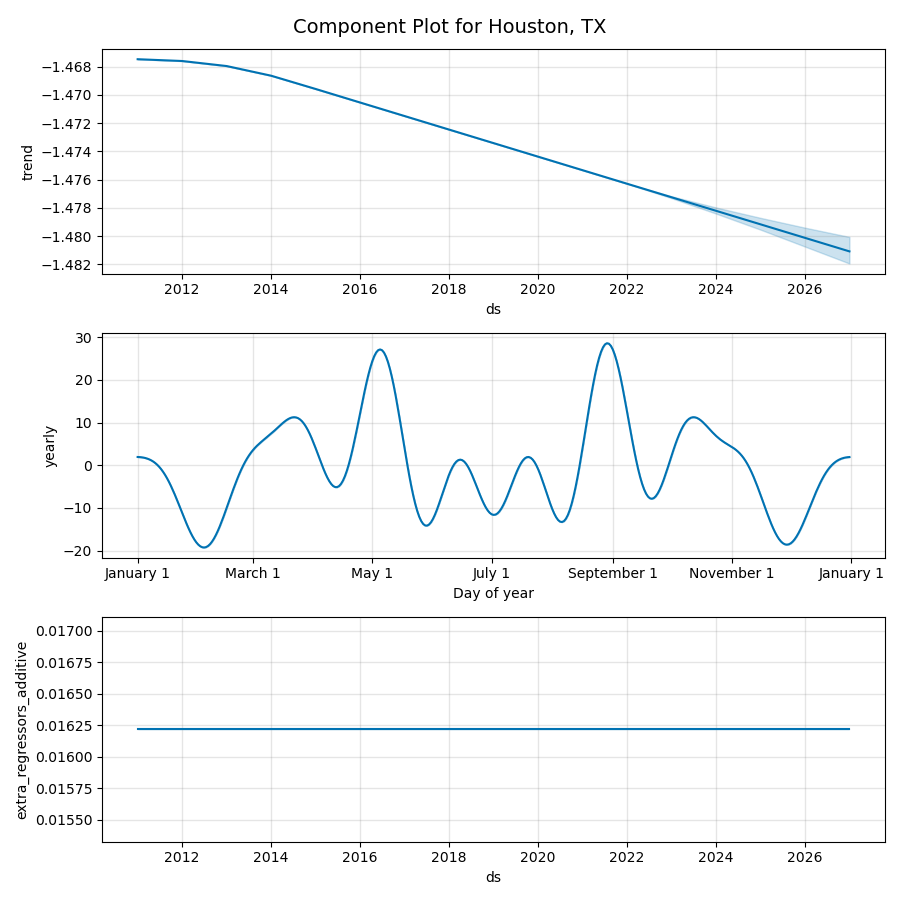 Component Plot for Houston, TX
−1.468
−1.470
−1.472
−1.474
−1.476
−1.478
−1.480
−1.482
trend
2012 2014 2016 2018 2020 2022 2024 2026
ds
30
20
10
0
−10
−20
yearly
January 1 March 1 May 1 July 1 September 1 November 1 January 1
Day of year
0.01700
0.01675
0.01650
0.01625
0.01600
0.01575
0.01550
extra_regressors_additive
2012 2014 2016 2018 2020 2022 2024 2026
ds